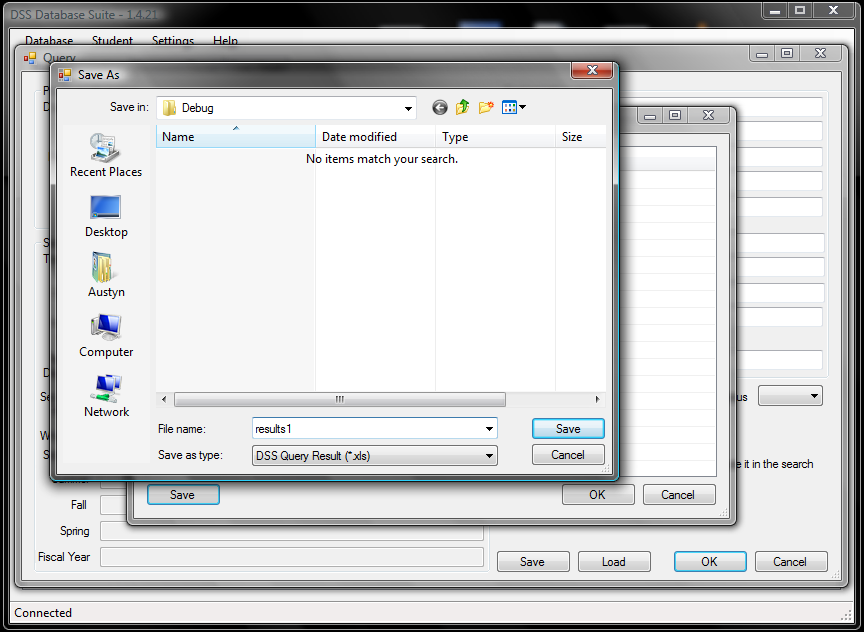 DSS Database Suite - 1.4.21
Database Student Settings Help
Query
Save As
Save in: Debug
Name Date modified Type Size
No items match your search.
Recent Places
Desktop
Austyn
Computer
Network
File name: results1 Save
Save as type: DSS Query Result (*.xls) Cancel
us
e it in the search
Save OK Cancel
Fall
Spring
Fiscal Year
Save Load OK Cancel
Connected